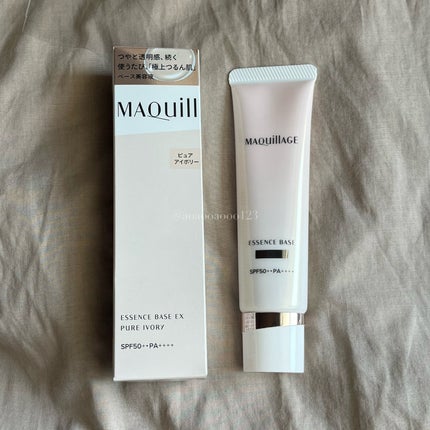 つやと透明感、続く
使うたび、「極上つるん肌」
ベース美容液
MAQuill
ピュア
アイボリー
ESSENCE BASE EX
PURE IVORY
SPF50++PA++++
MAQuillAGE
ESSENCE BASE
SPF50++PA++++